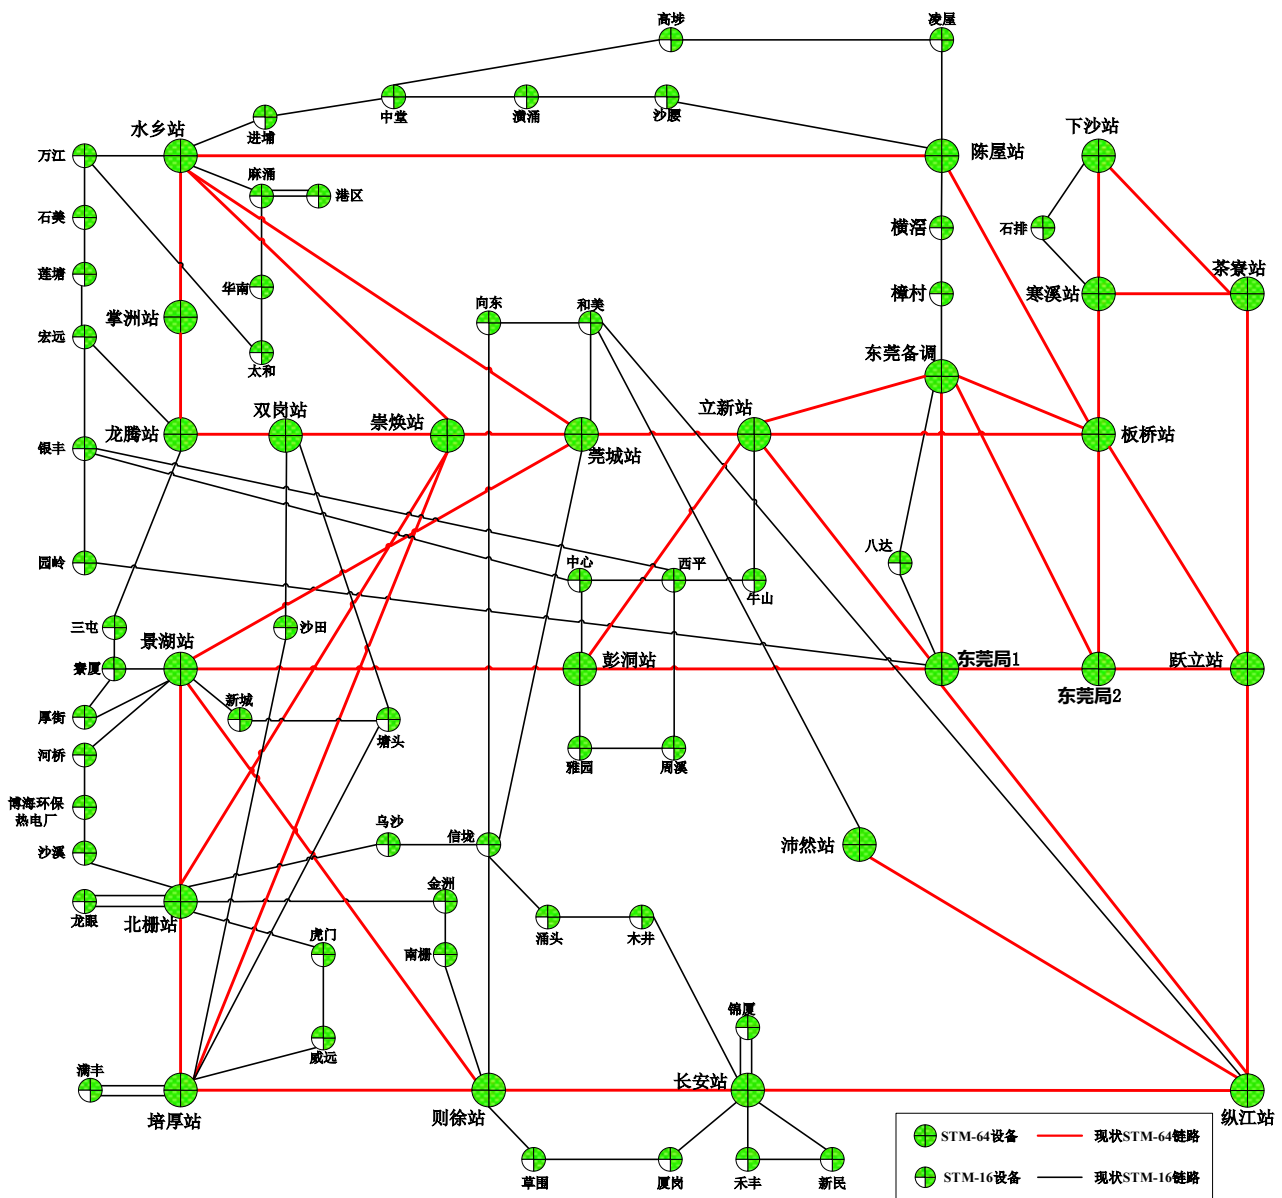 高埗
凌屋
中堂
潢涌
沙腰
进埔
水乡站
下沙站
万江
陈屋站
麻涌
港区
石美
横滘
石排
莲塘
华南
茶寮站
樟村
寒溪站
向东
和美
掌洲站
宏远
太和
东莞备调
双岗站
崇焕站
立新站
龙腾站
板桥站
银丰
莞城站
八达
园岭
中心
西平
牛山
三屯
沙田
景湖站
寮厦
彭洞站
东莞局1
跃立站
新城
东莞局2
厚街
塘头
河桥
雅园
周溪
博海环保
热电厂
乌沙
信垅
沛然站
沙溪
金洲
龙眼
北栅站
虎门
涌头
木井
南栅
锦厦
威远
满丰
长安站
培厚站
则徐站
纵江站
STM-64设备
现状STM-64链路
草围
厦岗
禾丰
新民
STM-16设备
现状STM-16链路